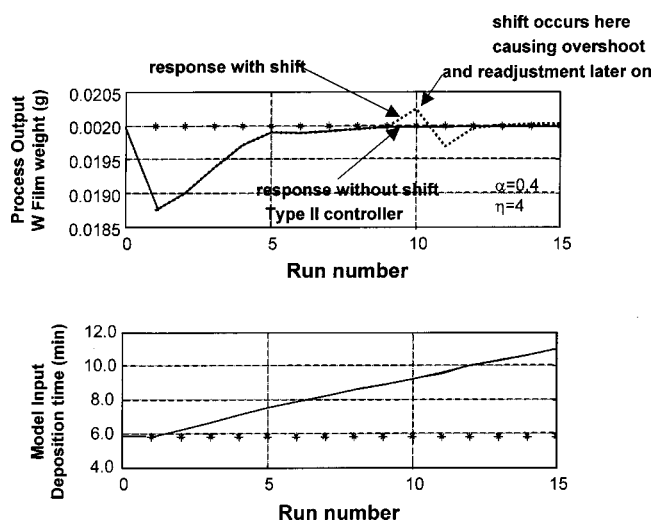 shift occurs here
causing overshoot
and readjustment later on
response with shift
Process Output
W Film weight (g)
0.0205
0.0020
0.0195
0.0190
0.0185
response without shift
Type II controller
α=0.4
η=4
0 5 10 15
Run number
Model Input
Deposition time (min)
12.0
10.0
8.0
6.0
4.0
0 5 10 15
Run number